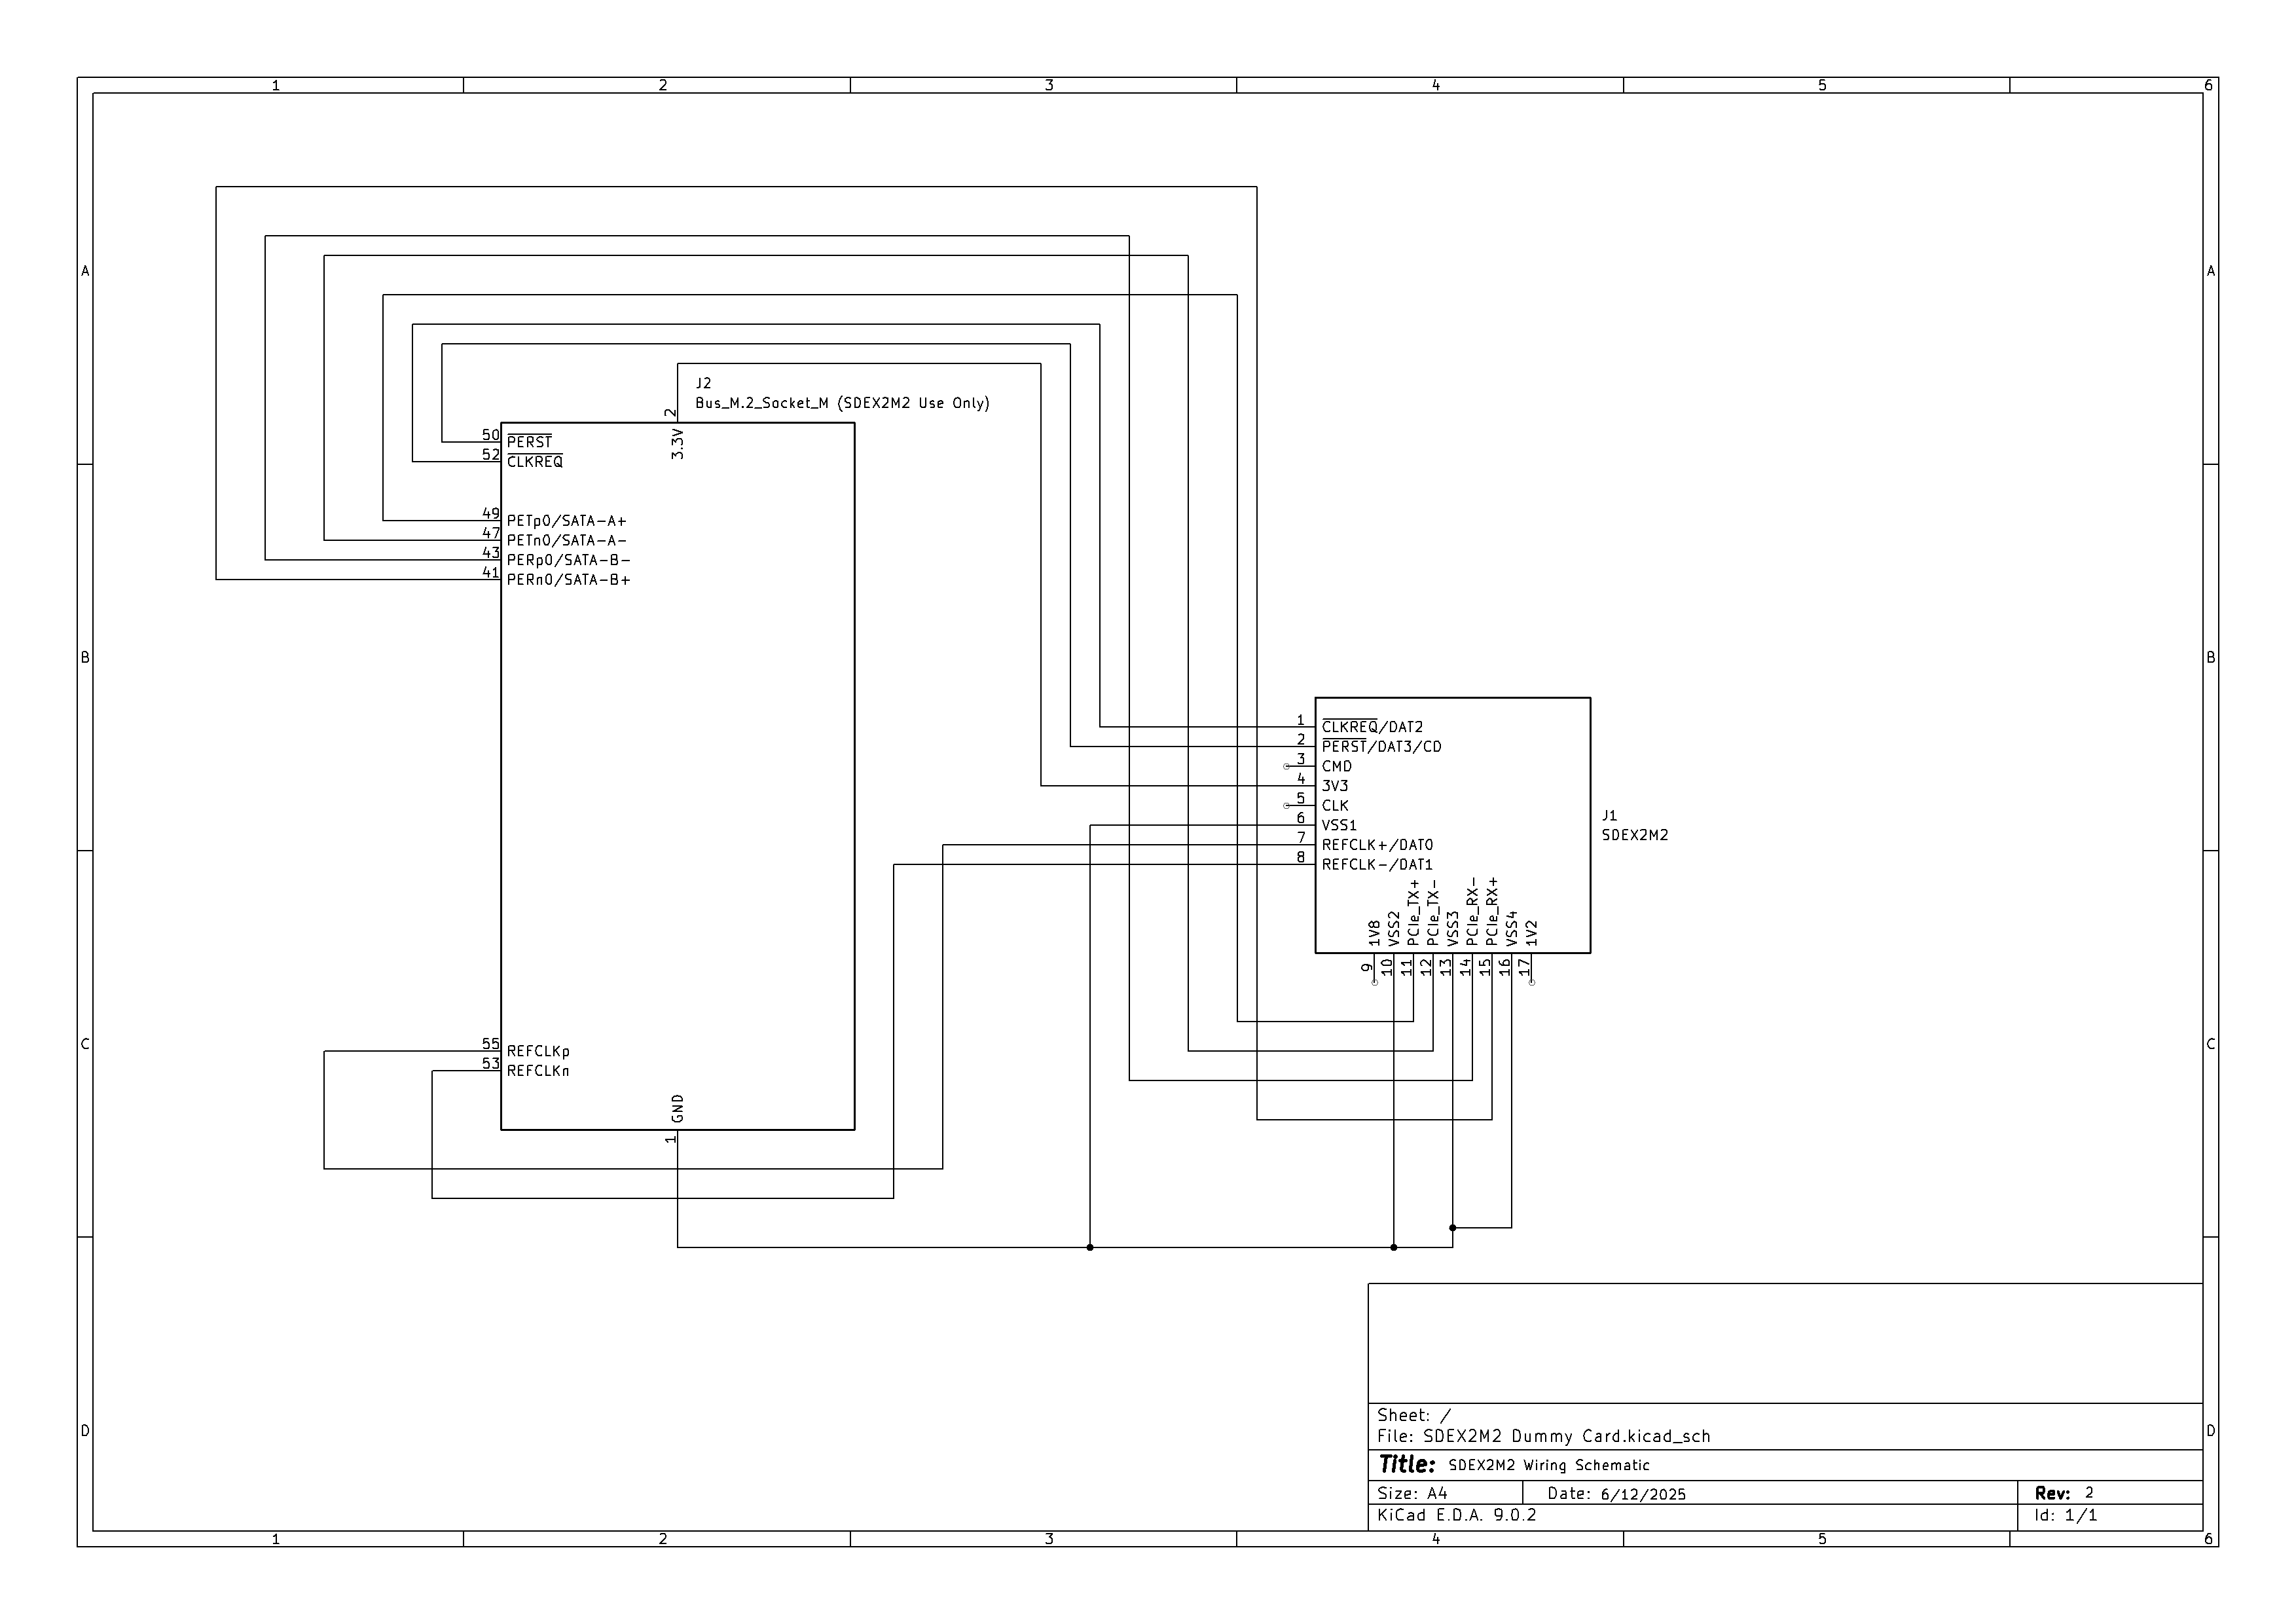 1 2 3 4 5 6
A A
J2
Bus_M.2_Socket_M (SDEX2M2 Use Only)
2
3.3V
50 PERST
52 CLKREQ
49 PETp0/SATA-A+
47 PETn0/SATA-A-
43 PERp0/SATA-B-
41 PERn0/SATA-B+
B B
1 CLKREQ/DAT2
2 PERST/DAT3/CD
3 CMD
4 3V3
5 CLK
6 VSS1
7 REFCLK+/DAT0
8 REFCLK-/DAT1
J1
SDEX2M2
1V8
VSS2
PCIe_TX+
PCIe_TX-
VSS3
PCIe_RX-
PCIe_RX+
VSS4
1V2
9 10 11 12 13 14 15 16 17
C C
55 REFCLKp
53 REFCLKn
GND
1
Sheet: /
File: SDEX2M2 Dummy Card.kicad_sch
D D
Title: SDEX2M2 Wiring Schematic
Size: A4 Date: 6/12/2025 Rev: 2
KiCad E.D.A. 9.0.2 Id: 1/1
1 2 3 4 5 6